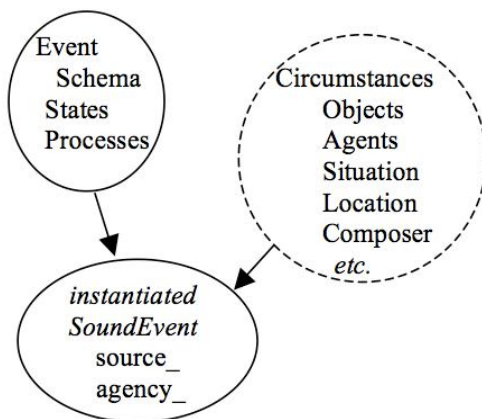 Event
Schema
States
Processes
Circumstances
Objects
Agents
Situation
Location
Composer
etc.
instantiated
SoundEvent
source_
agency_